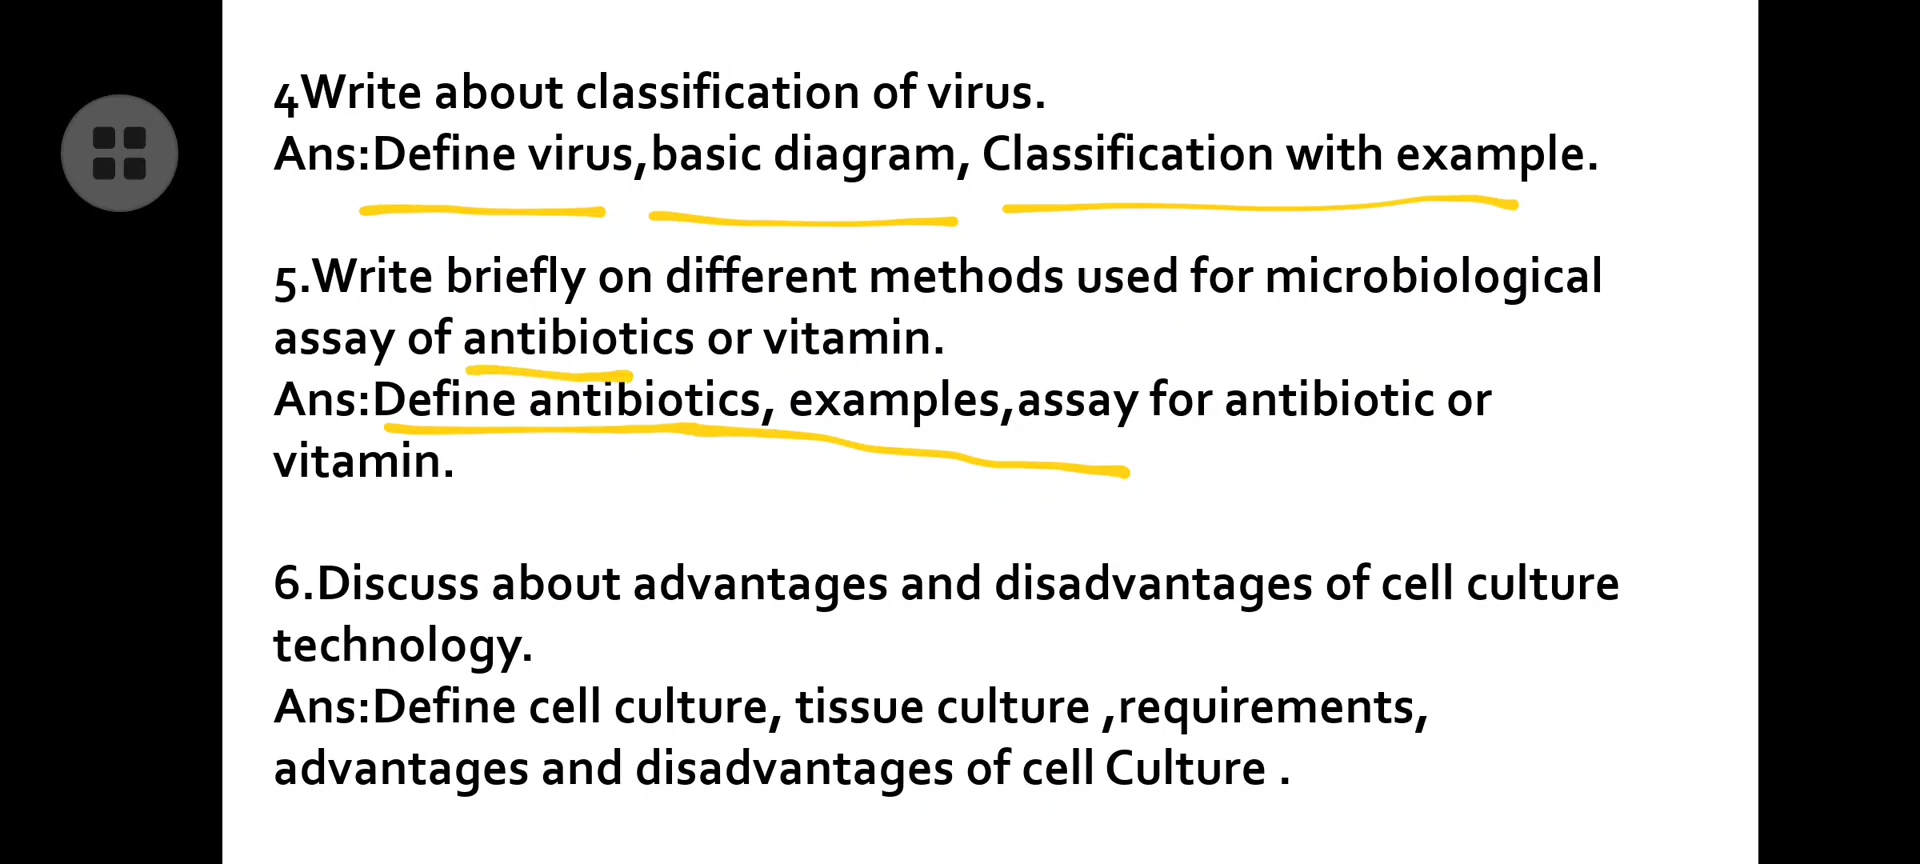 4Write about classification of virus.
Ans:Define virus,basic diagram, Classification with example.
5.Write briefly on different methods used for microbiological
assay of antibiotics or vitamin.
Ans:Define antibiotics, examples,assay for antibiotic or
vitamin.
6.Discuss about advantages and disadvantages of cell culture
technology.
Ans:Define cell culture, tissue culture ,requirements,
advantages and disadvantages of cell Culture .